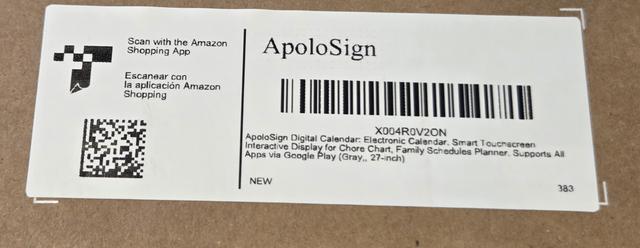 Scan with the Amazon
Shopping App
Escanear con
la aplicación Amazon
Shopping
ApoloSign
X004R0V2ON
ApoloSign Digital Calendar: Electronic Calendar. Smart Touchscreen
Interactive Display for Chore Chart, Family Schedules Planner. Supports All
Apps via Google Play (Gray,, 27-inch)
NEW
383